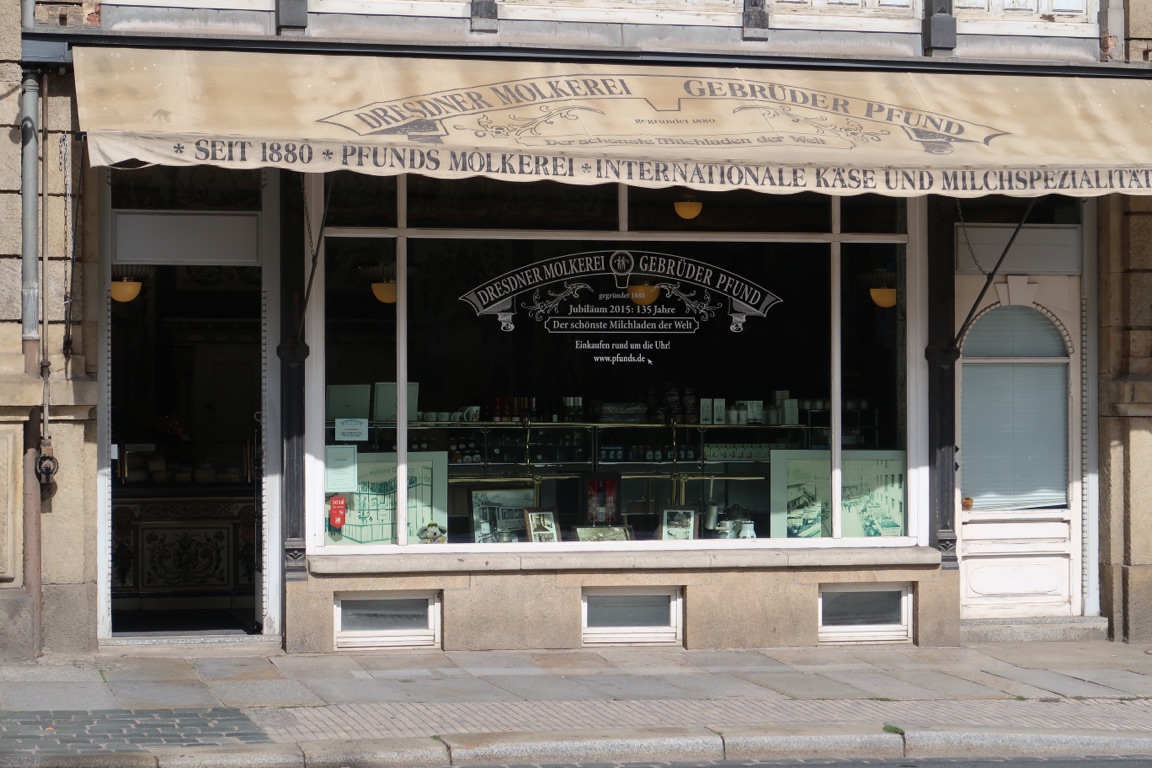 DRESDNER MOLKEREI GEBRÜDER PFUND
gegründet 1880
Der schönste Milchladen der Welt
* SEIT 1880 * PFUNDS MOLKEREI * INTERNATIONALE KÄSE UND MILCHSPEZIALITÄT
DRESDNER MOLKEREI GEBRÜDER PFUND
gegründet 1880
Jubiläum 2015: 135 Jahre
Der schönste Milchladen der Welt
Einkaufen rund um die Uhr!
www.pfunds.de
2016